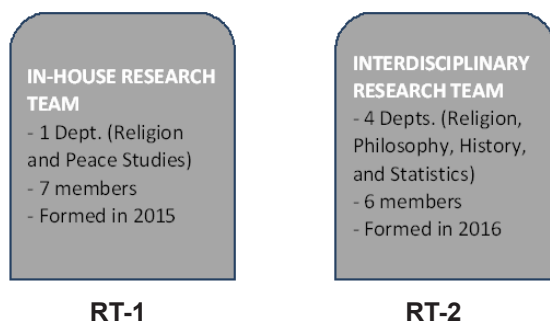 IN-HOUSE RESEARCH
TEAM
- 1 Dept. (Religion
and Peace Studies)
- 7 members
- Formed in 2015
RT-1
INTERDISCIPLINARY
RESEARCH TEAM
- 4 Depts. (Religion,
Philosophy, History,
and Statistics)
- 6 members
- Formed in 2016
RT-2